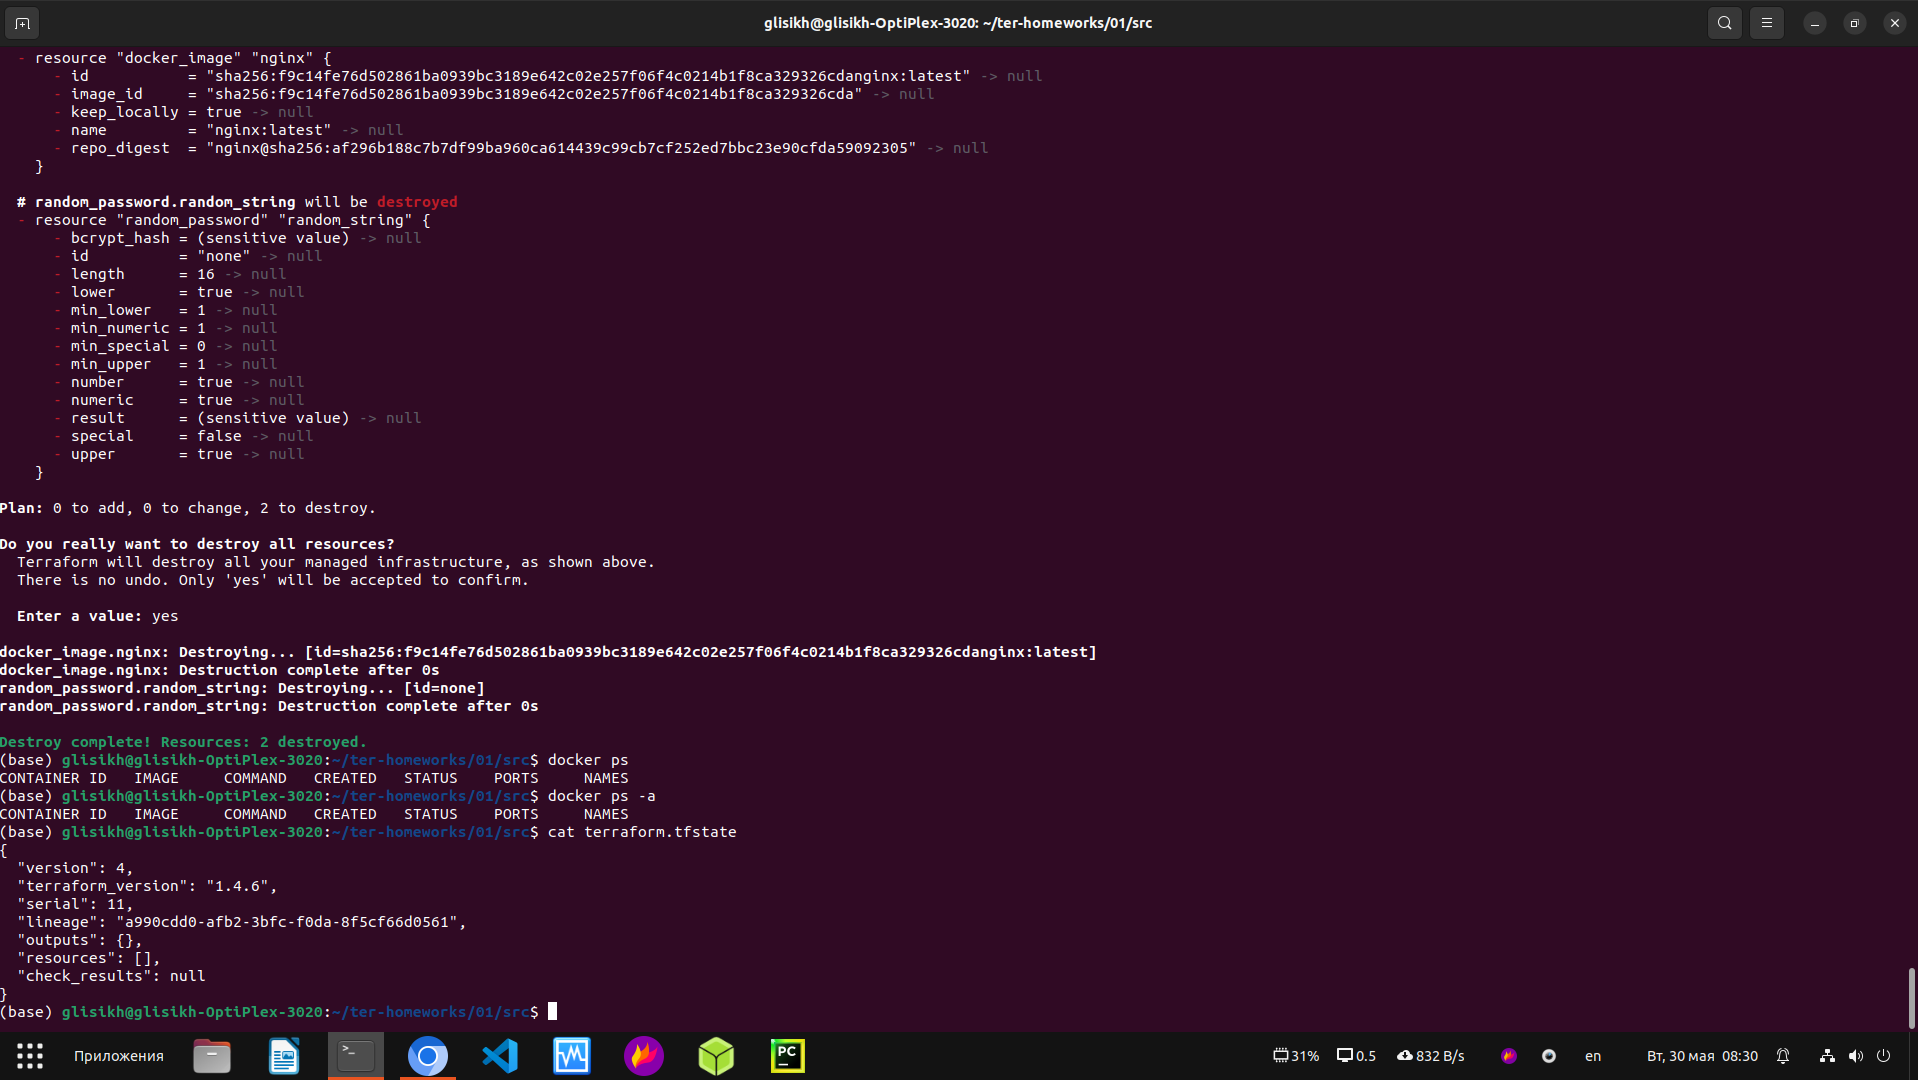 glisikh@glisikh-OptiPlex-3020: ~/ter-homeworks/01/src
- resource "docker_image" "nginx" {
- id = "sha256:f9c14fe76d502861ba0939bc3189e642c02e257f06f4c0214b1f8ca329326cdanginx:latest" -> null
- image_id = "sha256:f9c14fe76d502861ba0939bc3189e642c02e257f06f4c0214b1f8ca329326cda" -> null
- keep_locally = true -> null
- name = "nginx:latest" -> null
- repo_digest = "nginx@sha256:af296b188c7b7df99ba960ca614439c99cb7cf252ed7bbc23e90cfda59092305" -> null
}
# random_password.random_string will be destroyed
- resource "random_password" "random_string" {
- bcrypt_hash = (sensitive value) -> null
- id = "none" -> null
- length = 16 -> null
- lower = true -> null
- min_lower = 1 -> null
- min_numeric = 1 -> null
- min_special = 0 -> null
- min_upper = 1 -> null
- number = true -> null
- numeric = true -> null
- result = (sensitive value) -> null
- special = false -> null
- upper = true -> null
}
Plan: 0 to add, 0 to change, 2 to destroy.
Do you really want to destroy all resources?
Terraform will destroy all your managed infrastructure, as shown above.
There is no undo. Only 'yes' will be accepted to confirm.
Enter a value: yes
docker_image.nginx: Destroying... [id=sha256:f9c14fe76d502861ba0939bc3189e642c02e257f06f4c0214b1f8ca329326cdanginx:latest]
docker_image.nginx: Destruction complete after 0s
random_password.random_string: Destroying... [id=none]
random_password.random_string: Destruction complete after 0s
Destroy complete! Resources: 2 destroyed.
(base) glisikh@glisikh-OptiPlex-3020:~/ter-homeworks/01/src$ docker ps
CONTAINER ID IMAGE COMMAND CREATED STATUS PORTS NAMES
(base) glisikh@glisikh-OptiPlex-3020:~/ter-homeworks/01/src$ docker ps -a
CONTAINER ID IMAGE COMMAND CREATED STATUS PORTS NAMES
(base) glisikh@glisikh-OptiPlex-3020:~/ter-homeworks/01/src$ cat terraform.tfstate
{
"version": 4,
"terraform_version": "1.4.6",
"serial": 11,
"lineage": "a990cdd0-afb2-3bfc-f0da-8f5cf66d0561",
"outputs": {},
"resources": [],
"check_results": null
}
(base) glisikh@glisikh-OptiPlex-3020:~/ter-homeworks/01/src$
Приложения >_ PC 31% 0.5 832 B/s en Вт, 30 мая 08:30